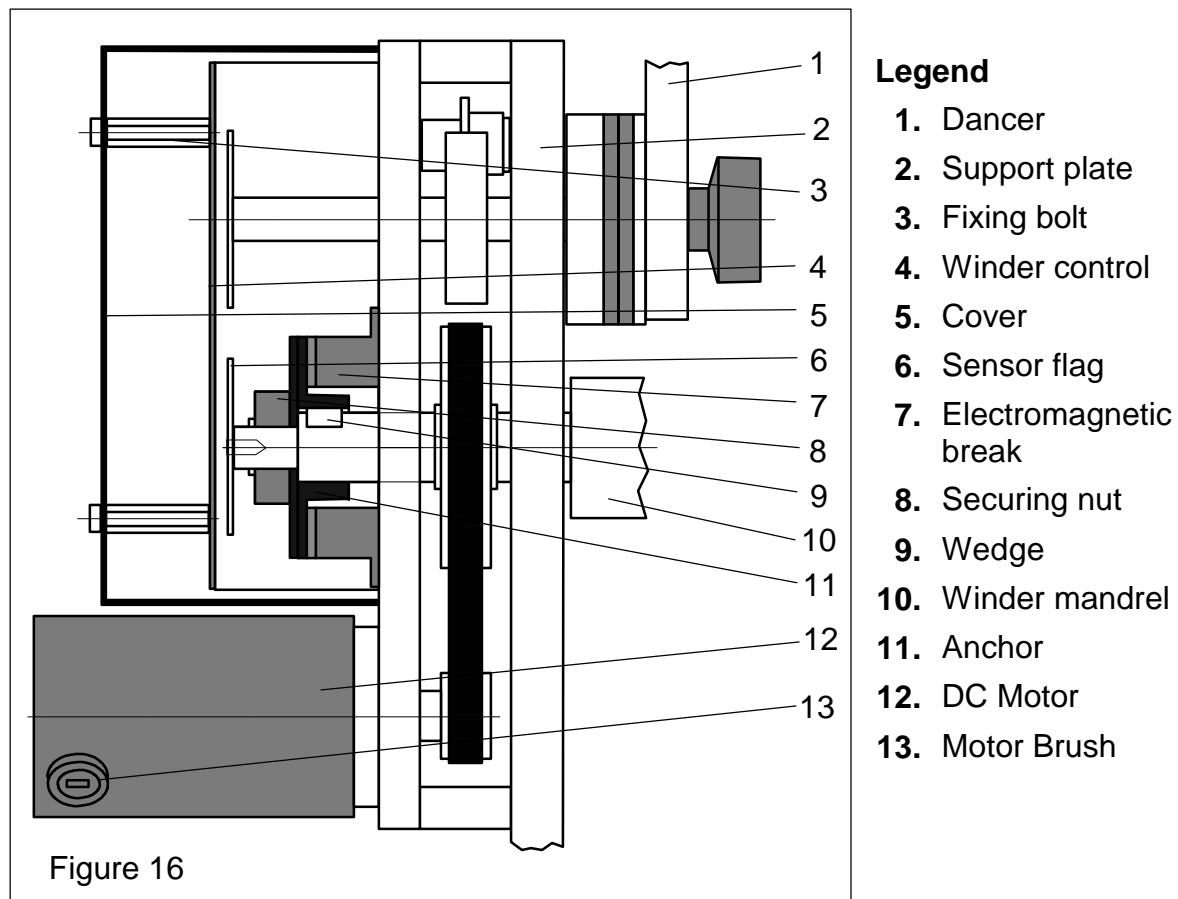 1
2
3
4
5
6
7
8
9
10
11
12
13
Figure 16
Legend
1. Dancer
2. Support plate
3. Fixing bolt
4. Winder control
5. Cover
6. Sensor flag
7. Electromagnetic
break
8. Securing nut
9. Wedge
10. Winder mandrel
11. Anchor
12. DC Motor
13. Motor Brush